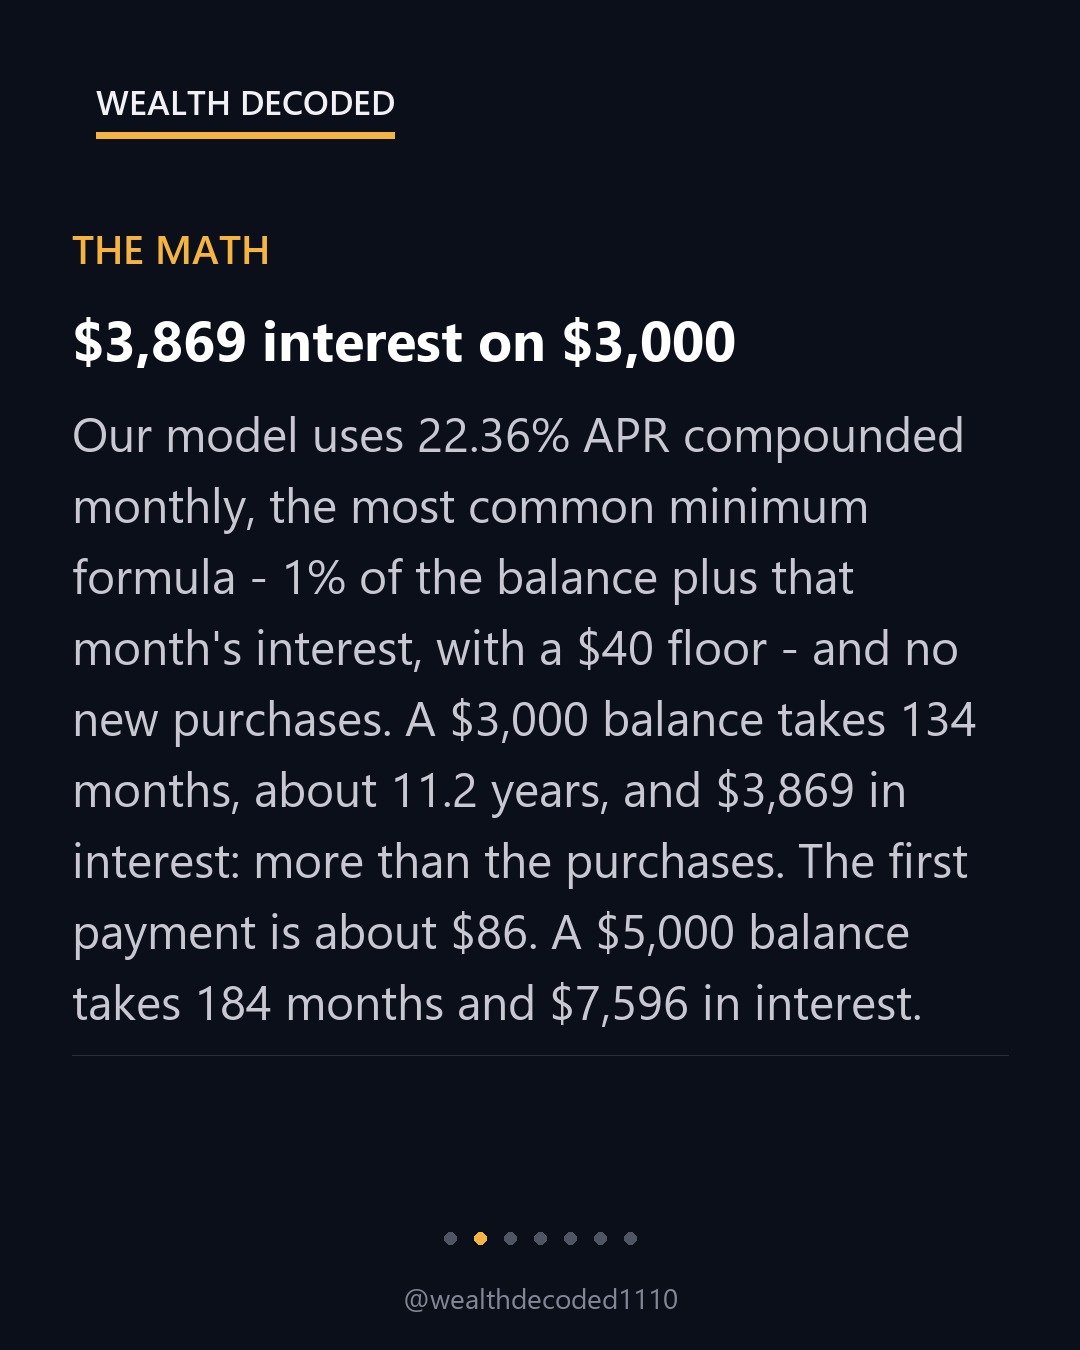 WEALTH DECODED
THE MATH
$3,869 interest on $3,000
Our model uses 22.36% APR compounded
monthly, the most common minimum
formula - 1% of the balance plus that
month's interest, with a $40 floor - and no
new purchases. A $3,000 balance takes 134
months, about 11.2 years, and $3,869 in
interest: more than the purchases. The first
payment is about $86. A $5,000 balance
takes 184 months and $7,596 in interest.
@wealthdecoded1110